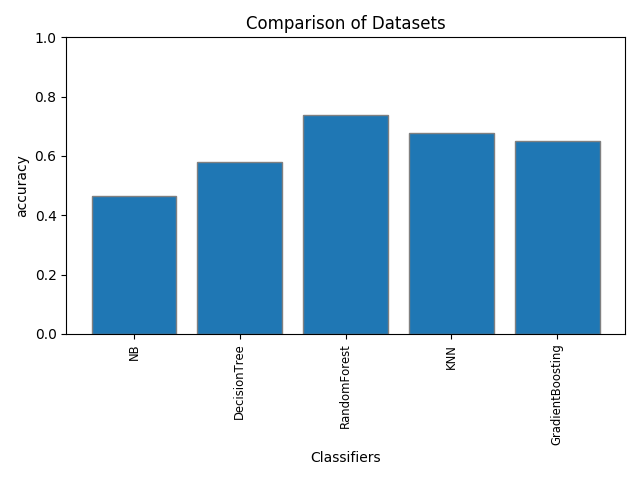 Comparison of Datasets
1.0
0.8
0.6
0.4
0.2
0.0
accuracy
NB
DecisionTree
RandomForest
KNN
GradientBoosting
Classifiers